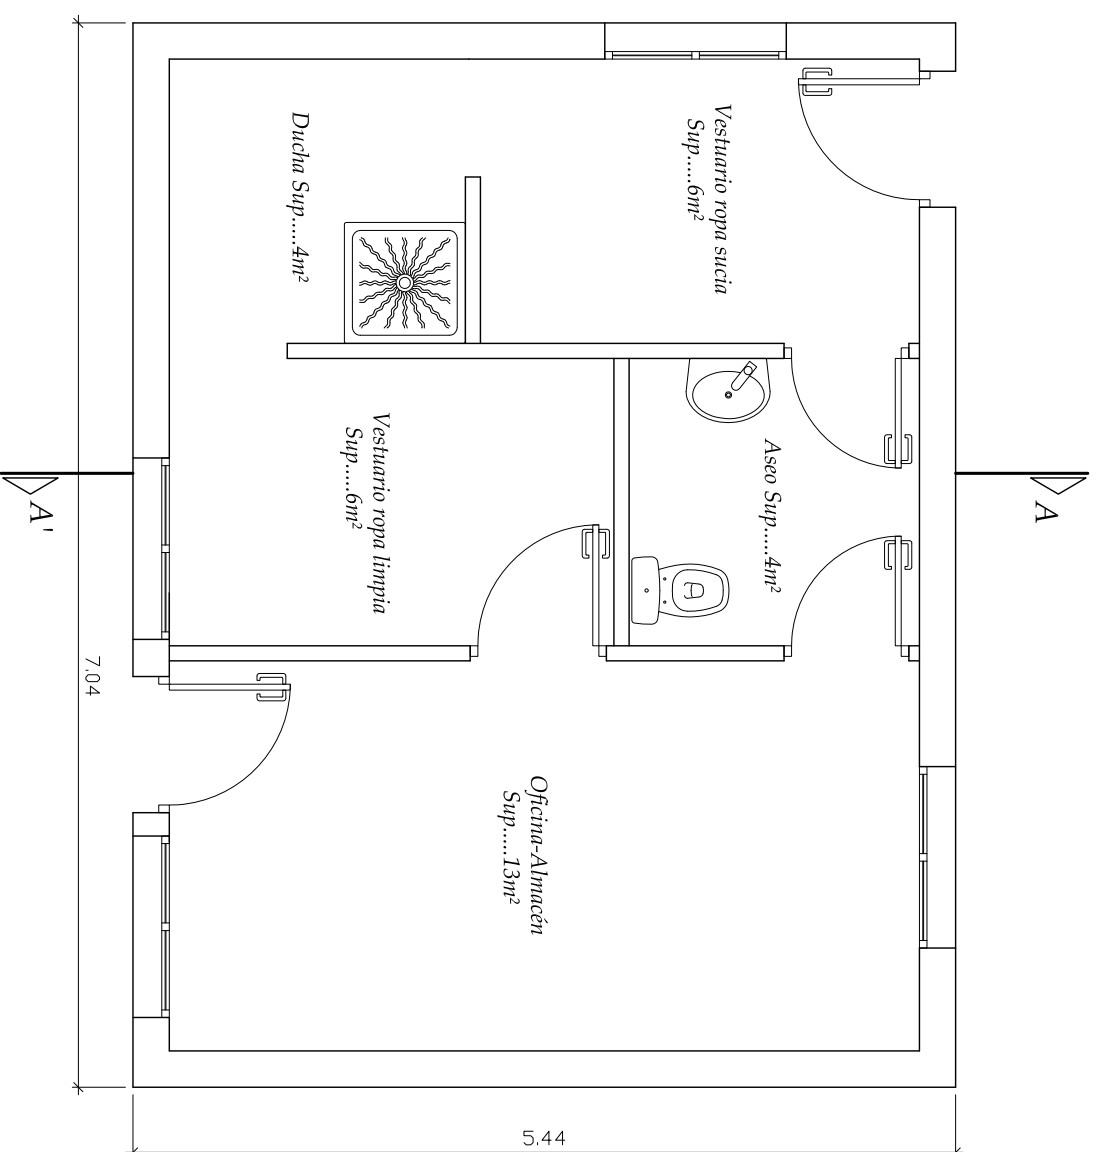 Vestuario ropa sucia
Sup.....6m²
Ducha Sup.....4m²
Aseo Sup.....4m²
Vestuario ropa limpia
Sup.....6m²
Oficina-Almacén
Sup.....13m²
A
A'
7.04
5.44